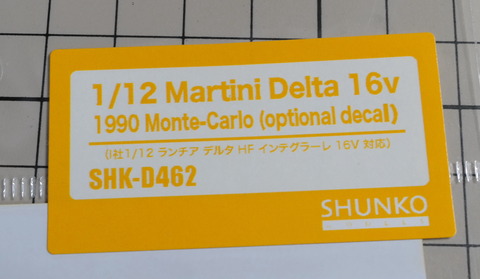 1/12 Martini Delta 16v
1990 Monte-Carlo (optional decal)
(I社1/12 ランチア デルタ HF インテグラーレ 16V 対応)
SHK-D462
SHUNKO